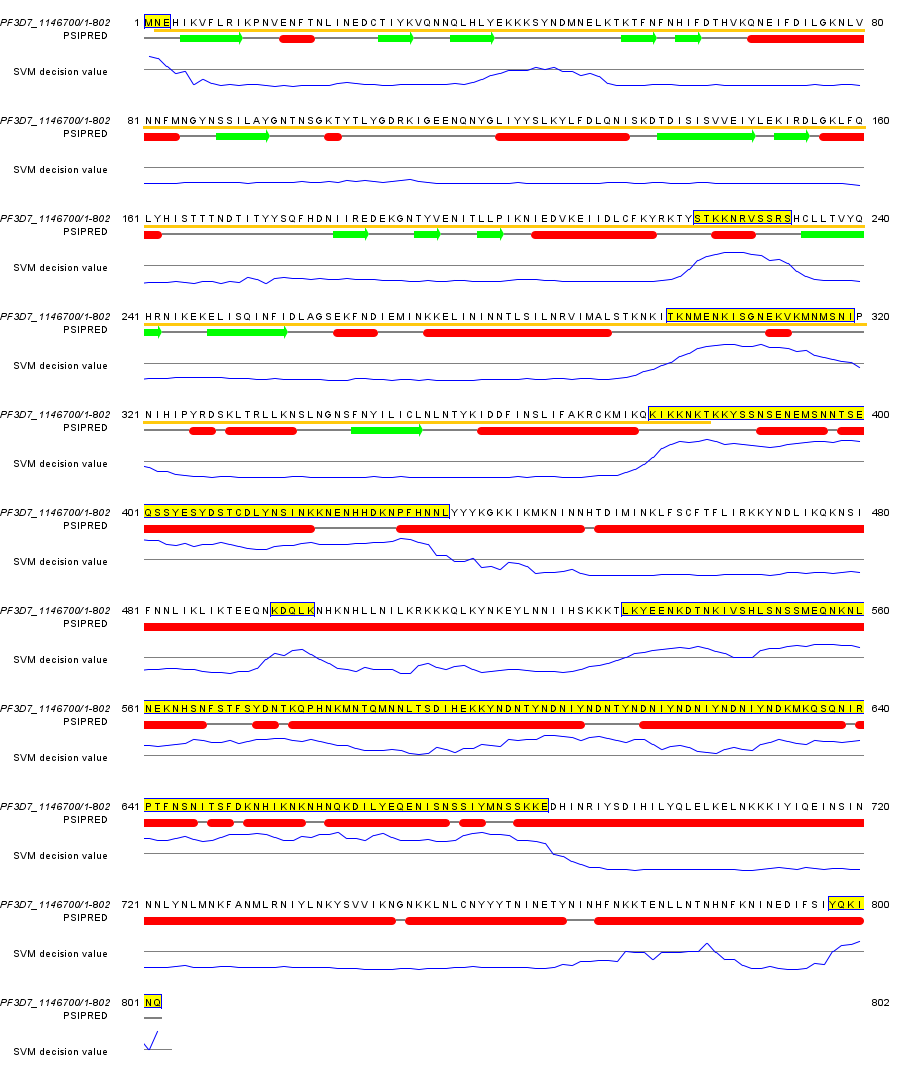 PF3D7_1146700/1-802 1 MNEHIKVFLRIKPNVENFTNLINEDCTIYKVQNNQLHLYEKKKSYNDMNELKTKTFNFNHIFDTHVKQNEIFDILGKNLV 80
PSIPRED
SVM decision value
PF3D7_1146700/1-802 81 NNFMNGYNSSILAYGNTNSGKTYTLYGDRKIGEENQNYGLIYYSLKYLFDLQNISKDTDISISVVEIYLEKIRDLGKLFQ 160
PSIPRED
SVM decision value
PF3D7_1146700/1-802 161 LYHISTTTNDTITYYSQFHDNIIREDEKGNTYVENITLLPIKNIEDVKEIIDLCFKYRKTYSTKKNRVSSRSHCLLTVYQ 240
PSIPRED
SVM decision value
PF3D7_1146700/1-802 241 HRNIKEKELISQINFIDLAGSEKFNDIEMINKKELININNTLSILNRVIMALSTKNKITKNMENKISGNEKVKMNMSNIP 320
PSIPRED
SVM decision value
PF3D7_1146700/1-802 321 NIHIPYRDSKLTRLLKNSLNGNSFNYILICLNLNTYKIDDFINSLIFAKRCKMIKQKIKKNKTKKYSSNSENEMSNNTSE 400
PSIPRED
SVM decision value
PF3D7_1146700/1-802 401 QSSYESYDSTCDLYNSINKKNENHHDKNPFHNNLYYYKGKKIKMKNINNHTDIMINKLFSCFTFLIRKKYNDLIKQKNSI 480
PSIPRED
SVM decision value
PF3D7_1146700/1-802 481 FNNLIKLIKTEEQNKDQLKNHKNHLLNILKRKKKQLKYNKEYLNNIIHSKKKTLKYEENKDTNKIVSHLSNSSMEQNKNL 560
PSIPRED
SVM decision value
PF3D7_1146700/1-802 561 NEKNHSNFSTFSYDNTKQPHNKMNTQMNNLTSDIHEKKYNDNTYNDNIYNDNTYNDNIYNDNIYNDNIYNDKMKQSQNIR 640
PSIPRED
SVM decision value
PF3D7_1146700/1-802 641 PTFNSNITSFDKNHIKNKNHNQKDILYEQENISNSSIYMNSSKKEDHINRIYSDIHILYQLELKELNKKKIYIQEINSIN 720
PSIPRED
SVM decision value
PF3D7_1146700/1-802 721 NNLYNLMNKFANMLRNIYLNKYSVVIKNGNKKLNLCNYYYTNINETYNINHFNKKTENLLNTNHNFKNINEDIFSIYQKI 800
PSIPRED
SVM decision value
PF3D7_1146700/1-802 801 NQ 802
PSIPRED
SVM decision value